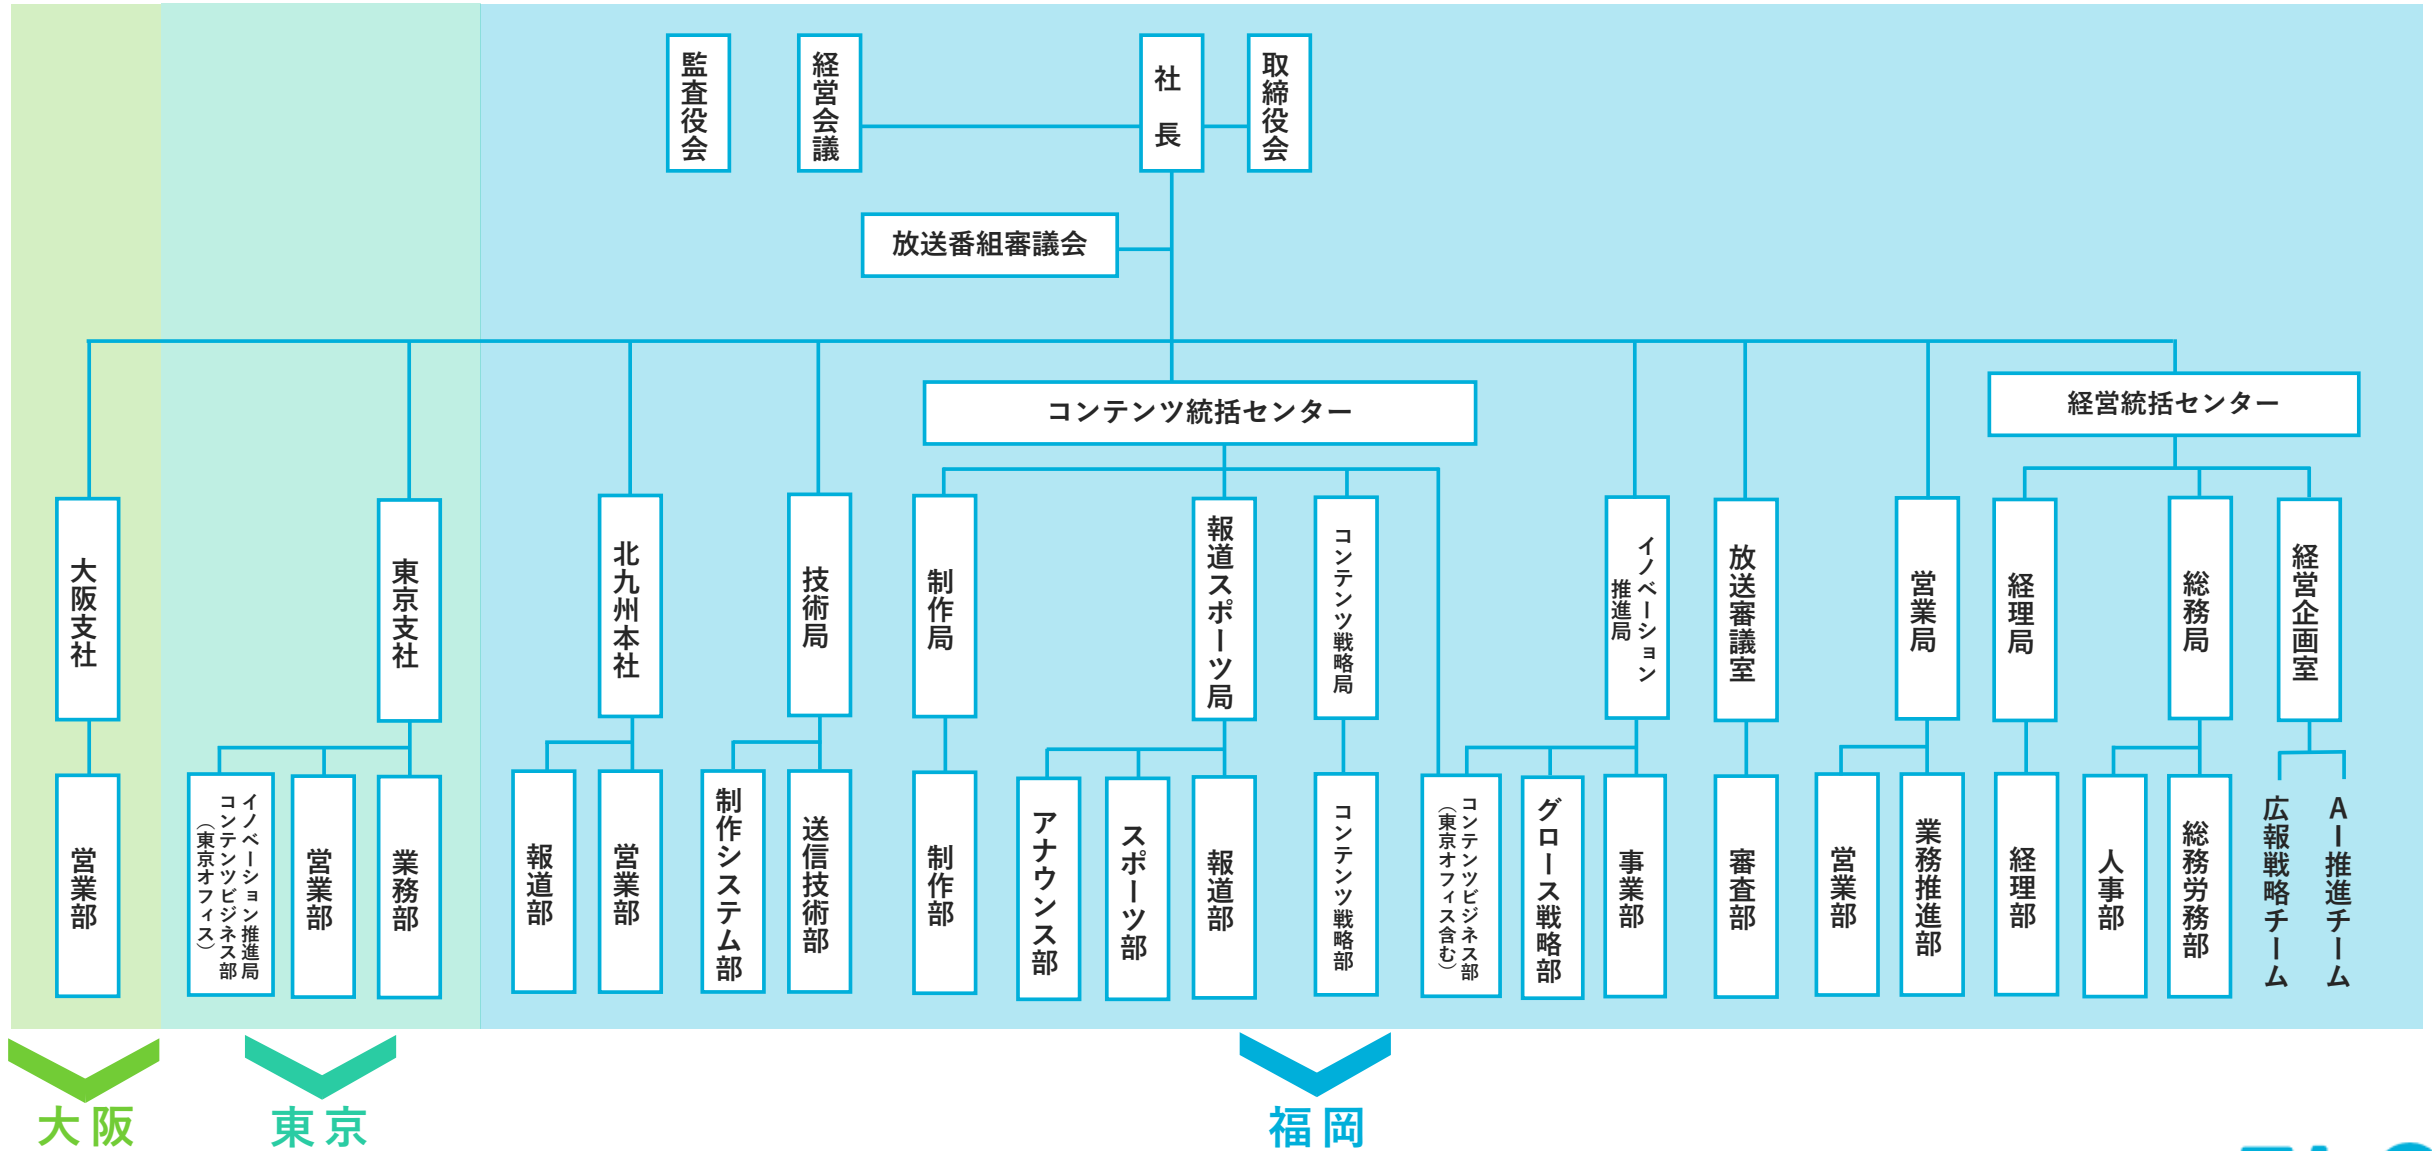 監査役会
経営会議
社長
取締役会
放送番組審議会
コンテンツ統括センター
経営統括センター
大阪支社
東京支社
北九州本社
技術局
制作局
報道スポーツ局
コンテンツ戦略局
イノベーション
推進局
放送審議室
営業局
経理局
総務局
経営企画室
営業部
イノベーション推進局
コンテンツビジネス部
（東京オフィス）
営業部
業務部
報道部
営業部
制作システム部
送信技術部
制作部
アナウンス部
スポーツ部
報道部
コンテンツ戦略部
コンテンツビジネス部
（東京オフィス含む）
グロース戦略部
事業部
審査部
営業部
業務推進部
経理部
人事部
総務労務部
広報戦略チーム
AI推進チーム
大阪
東京
福岡